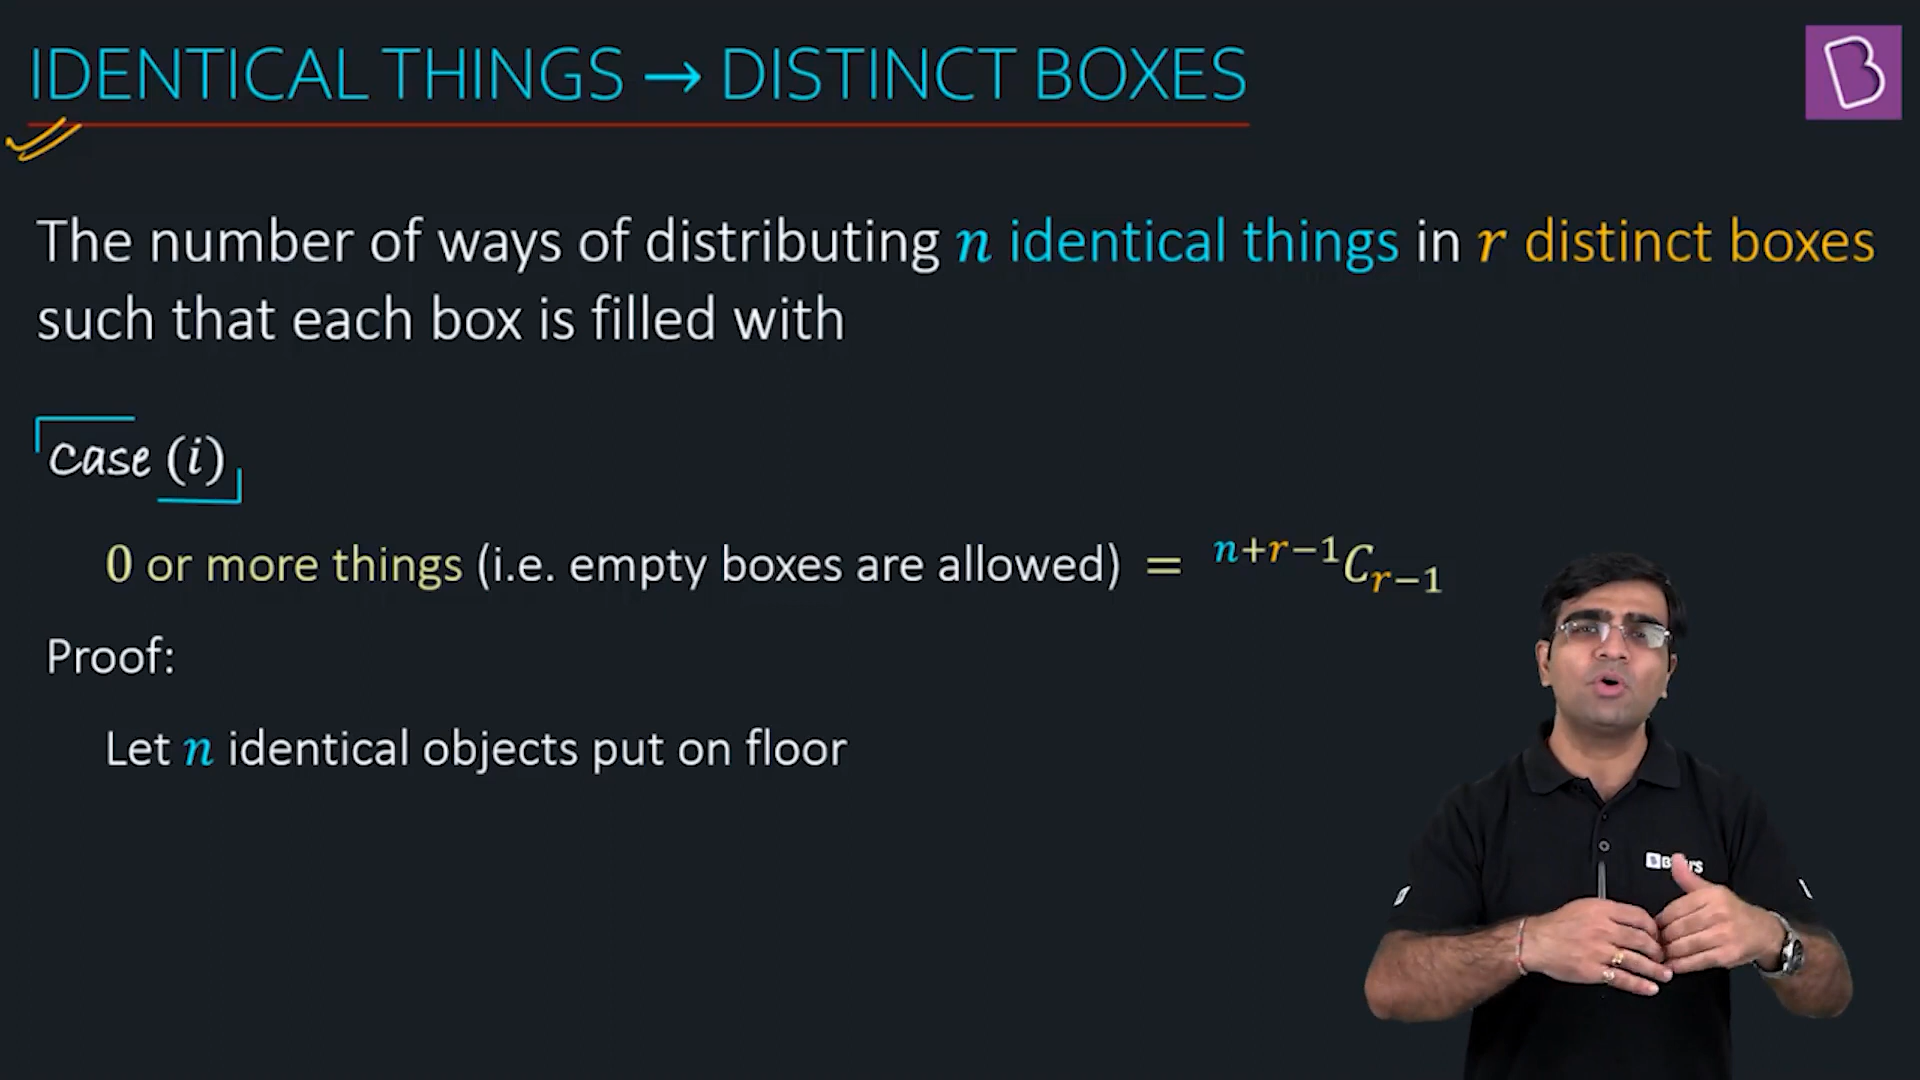 IDENTICAL THINGS → DISTINCT BOXES
The number of ways of distributing n identical things in r distinct boxes
such that each box is filled with
Case (i)
0 or more things (i.e. empty boxes are allowed) = ⁿ⁺ʳ⁻¹Cᵣ₋₁
Proof:
Let n identical objects put on floor